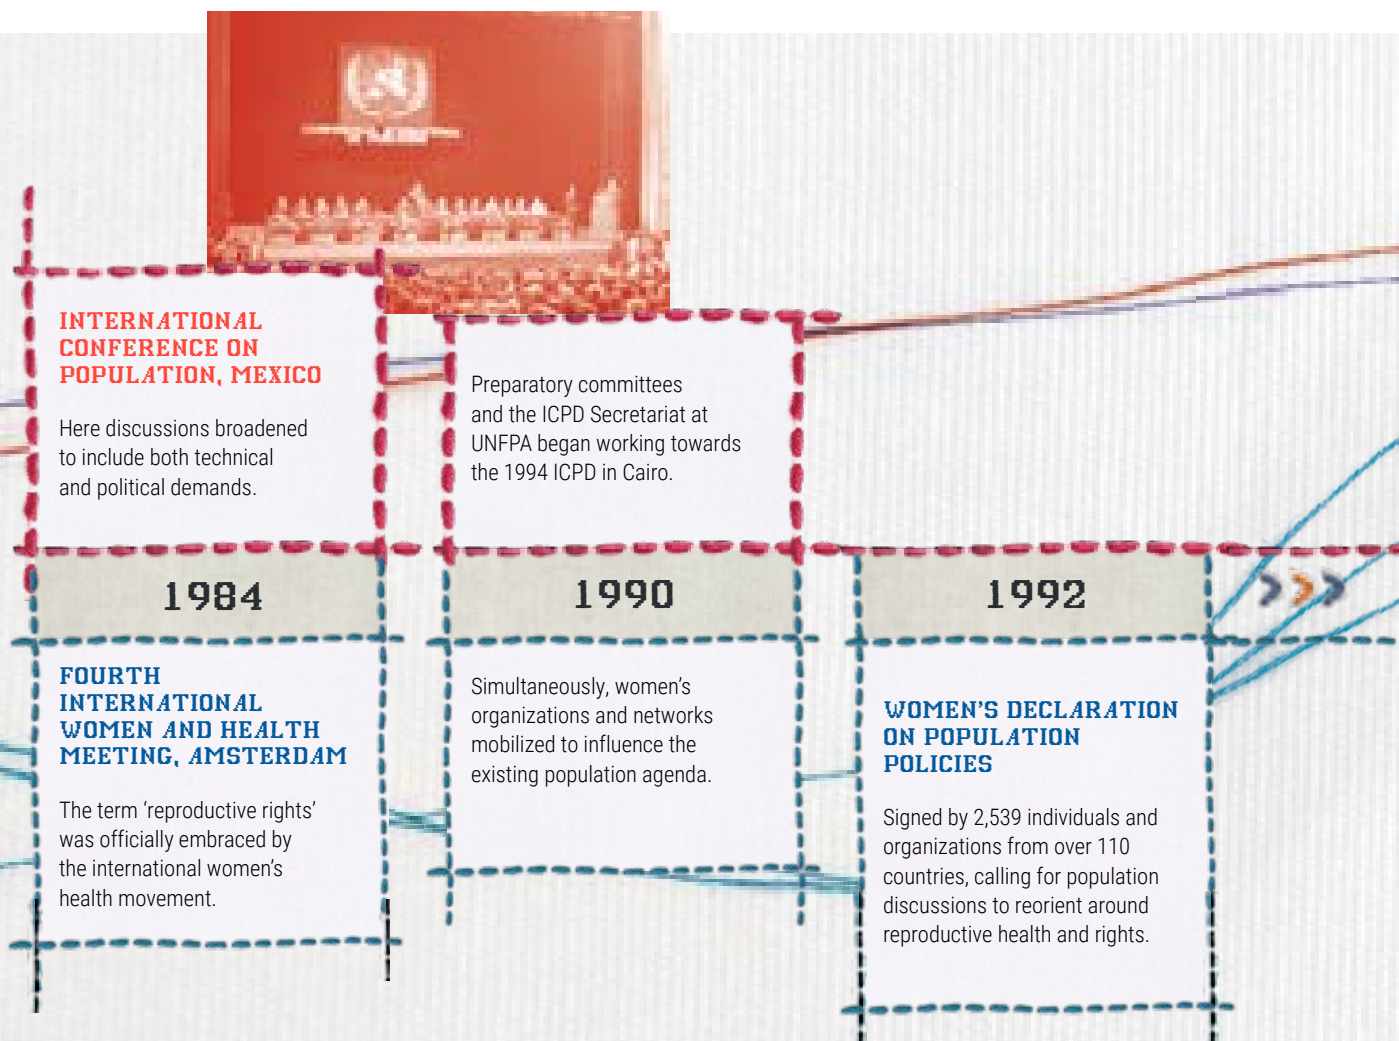 INTERNATIONAL
CONFERENCE ON
POPULATION, MEXICO
Here discussions broadened
to include both technical
and political demands.
Preparatory committees
and the ICPD Secretariat at
UNFPA began working towards
the 1994 ICPD in Cairo.
1984
1990
1992
FOURTH
INTERNATIONAL
WOMEN AND HEALTH
MEETING, AMSTERDAM
The term ‘reproductive rights’
was officially embraced by
the international women’s
health movement.
Simultaneously, women’s
organizations and networks
mobilized to influence the
existing population agenda.
WOMEN’S DECLARATION
ON POPULATION
POLICIES
Signed by 2,539 individuals and
organizations from over 110
countries, calling for population
discussions to reorient around
reproductive health and rights.